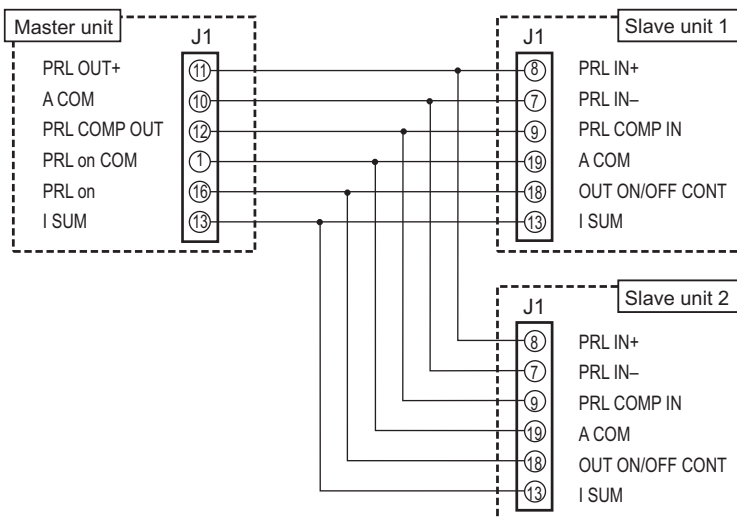 Master unit
J1
PRL OUT+
11
A COM
10
PRL COMP OUT
12
PRL on COM
1
PRL on
16
I SUM
13
Slave unit 1
J1
8
PRL IN+
7
PRL IN–
9
PRL COMP IN
19
A COM
18
OUT ON/OFF CONT
13
I SUM
Slave unit 2
J1
8
PRL IN+
7
PRL IN–
9
PRL COMP IN
19
A COM
18
OUT ON/OFF CONT
13
I SUM